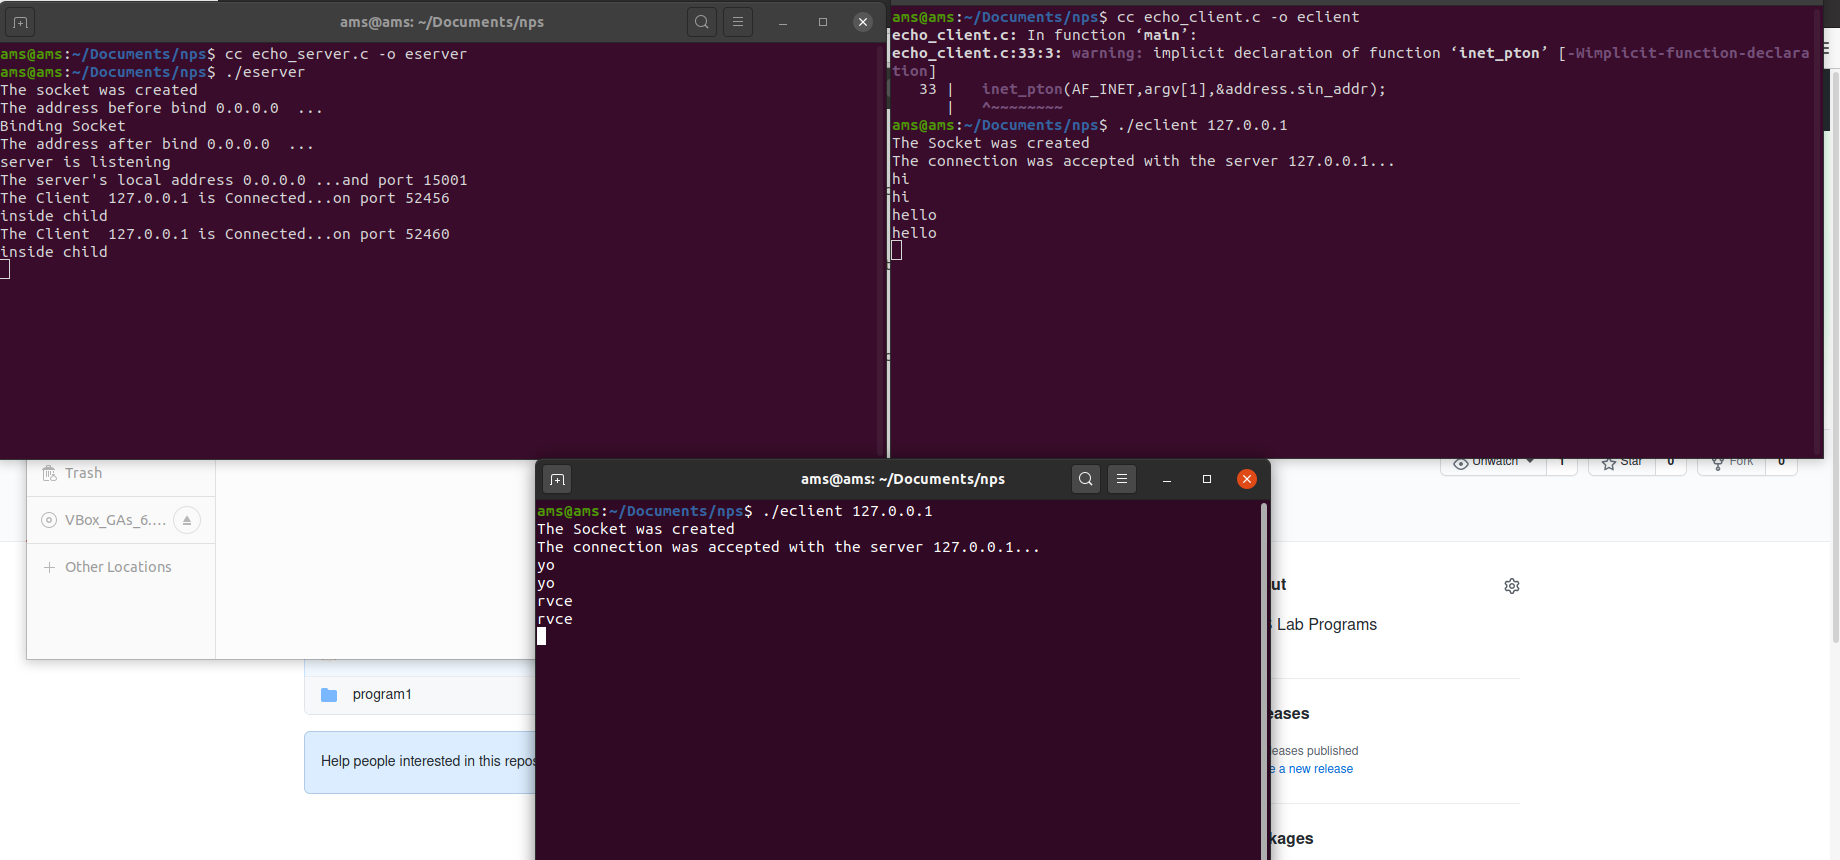 ams@ams: ~/Documents/nps
ams@ams:~/Documents/nps$ cc echo_server.c -o eserver
ams@ams:~/Documents/nps$ ./eserver
The socket was created
The address before bind 0.0.0.0  ...
Binding Socket
The address after bind 0.0.0.0  ...
server is listening
The server's local address 0.0.0.0 ...and port 15001
The Client  127.0.0.1 is Connected...on port 52456
inside child
The Client  127.0.0.1 is Connected...on port 52460
inside child
ams@ams:~/Documents/nps$ cc echo_client.c -o eclient
echo_client.c: In function ‘main’:
echo_client.c:33:3: warning: implicit declaration of function ‘inet_pton’ [-Wimplicit-function-declara
tion]
   33 |   inet_pton(AF_INET,argv[1],&address.sin_addr);
      |   ^~~~~~~~~
ams@ams:~/Documents/nps$ ./eclient 127.0.0.1
The Socket was created
The connection was accepted with the server 127.0.0.1...
hi
hi
hello
hello
ams@ams: ~/Documents/nps
ams@ams:~/Documents/nps$ ./eclient 127.0.0.1
The Socket was created
The connection was accepted with the server 127.0.0.1...
yo
yo
rvce
rvce
Trash
VBox_GAs_6....
Other Locations
Unwatch 1 Star 0 Fork 0
program1
Help people interested in this repos
ut
Lab Programs
eases
eases published
e a new release
kages